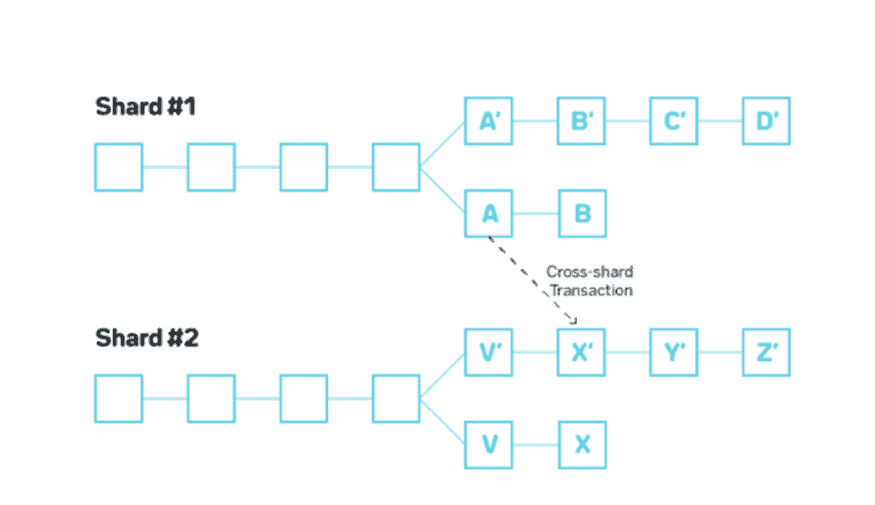 Shard #1
A′
B′
C′
D′
A
B
Cross-shard
Transaction
Shard #2
V′
X′
Y′
Z′
V
X